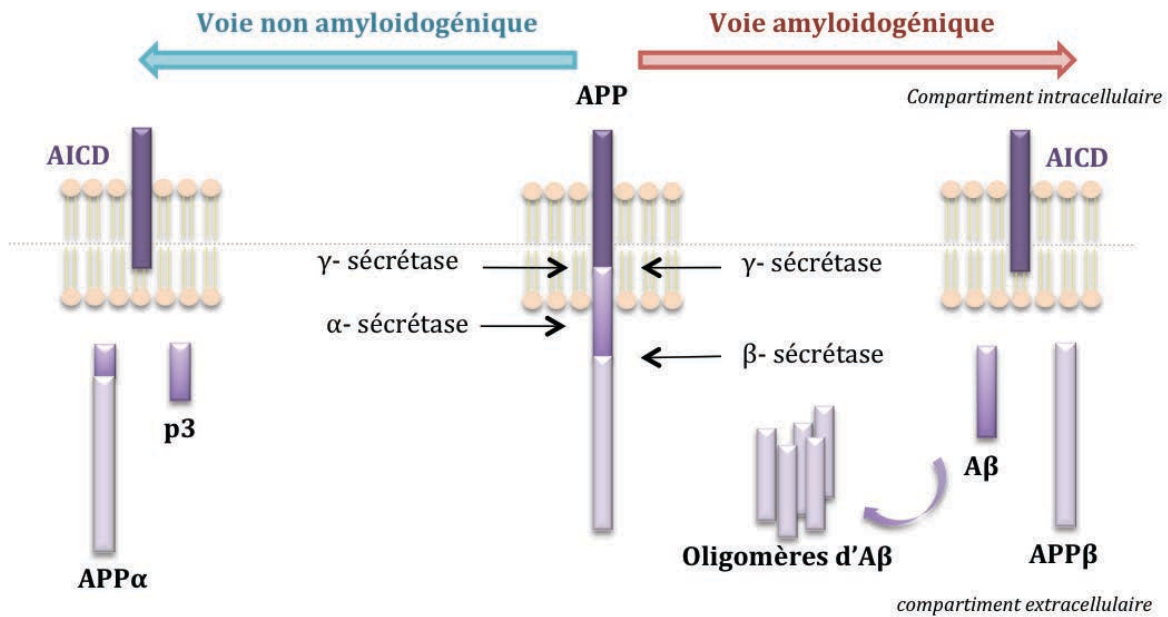 Voie non amyloidogénique
Voie amyloidogénique
APP
Compartiment intracellulaire
AICD
AICD
γ- sécrétase
γ- sécrétase
α- sécrétase
β- sécrétase
p3
Aβ
Oligomères d'Aβ
APPβ
APPα
compartiment extracellulaire